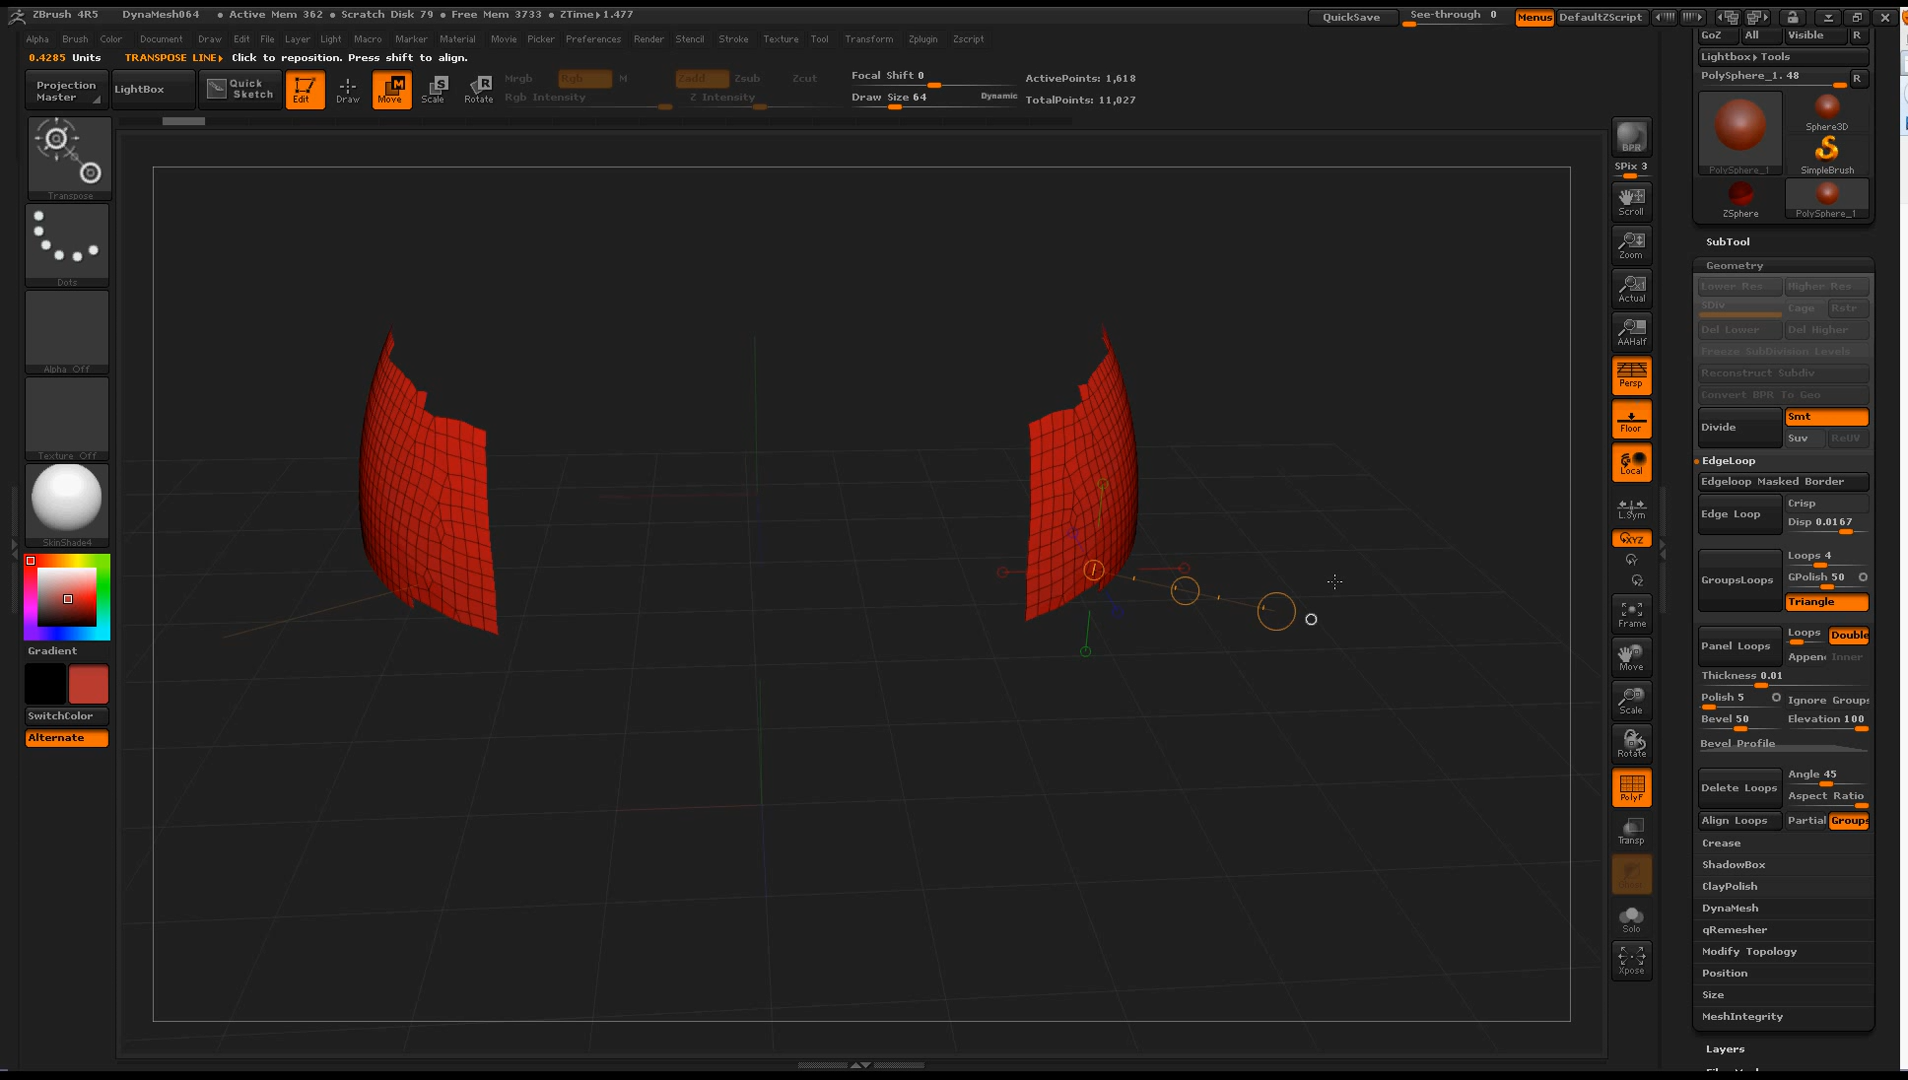 ZBrush 4R5 DynaMesh064 • Active Mem 362 • Scratch Disk 79 • Free Mem 3733 • ZTime▸1.477 QuickSave See-through 0 Menus DefaultZScript
Alpha Brush Color Document Draw Edit File Layer Light Macro Marker Material Movie Picker Preferences Render Stencil Stroke Texture Tool Transform Zplugin Zscript
0.4285 Units TRANSPOSE LINE▸ Click to reposition. Press shift to align.
Projection Master
LightBox
Quick Sketch
Edit
Draw
Move
Scale
Rotate
Mrgb Rgb M
Rgb Intensity
Zadd Zsub Zcut
Z Intensity
Focal Shift 0
Draw Size 64 Dynamic
ActivePoints: 1,618
TotalPoints: 11,027
Transpose
Dots
Alpha Off
Texture Off
SkinShade4
Gradient
SwitchColor
Alternate
BPR
SPix 3
Scroll
Zoom
Actual
AAHalf
Persp
Floor
Local
L.Sym
XYZ
Frame
Move
Scale
Rotate
PolyF
Transp
Solo
Xpose
GoZ All Visible R
Lightbox▸Tools
PolySphere_1. 48 R
PolySphere_1
Sphere3D
SimpleBrush
ZSphere
PolySphere_1
SubTool
Geometry
Lower Res Higher Res
SDiv Cage Rstr
Del Lower Del Higher
Freeze SubDivision Levels
Reconstruct Subdiv
Convert BPR To Geo
Divide Smt
Suv ReUV
EdgeLoop
Edgeloop Masked Border
Edge Loop Crisp
Disp 0.0167
GroupsLoops Loops 4
GPolish 50
Triangle
Panel Loops Loops Double
Append Inner
Thickness 0.01
Polish 5 Ignore Groups
Bevel 50 Elevation 100
Bevel Profile
Delete Loops Angle 45
Aspect Ratio
Align Loops Partial Groups
Crease
ShadowBox
ClayPolish
DynaMesh
qRemesher
Modify Topology
Position
Size
MeshIntegrity
Layers